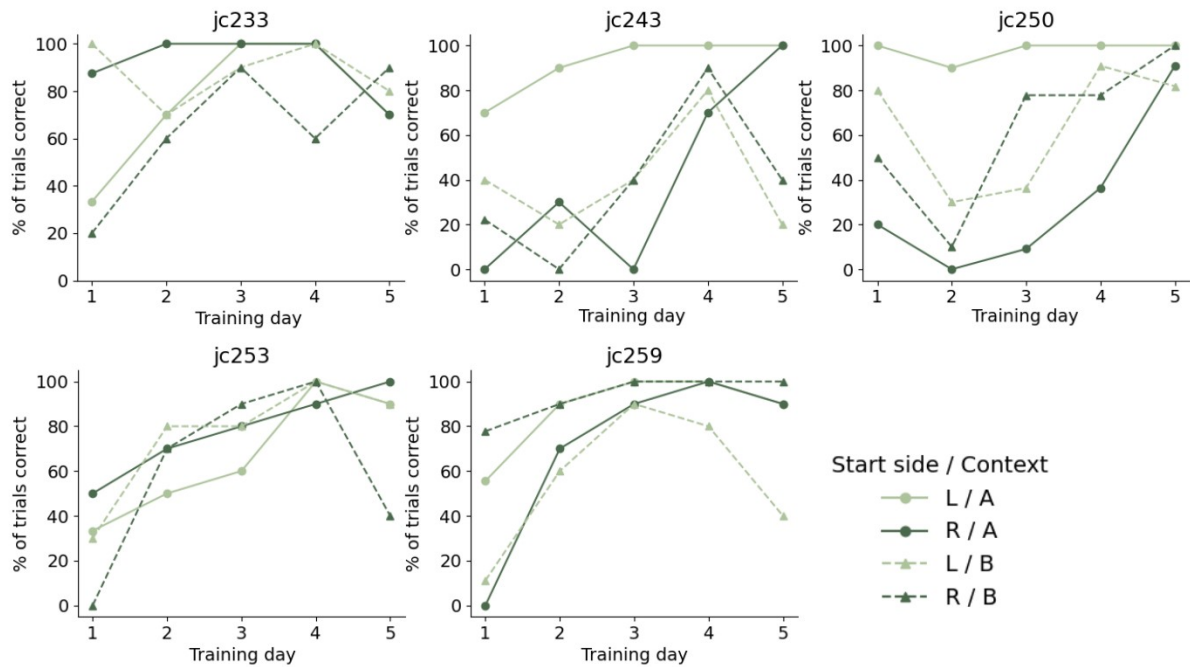 jc233
100
80
60
40
20
0
% of trials correct
1 2 3 4 5
Training day
jc243
100
80
60
40
20
0
% of trials correct
1 2 3 4 5
Training day
jc250
100
80
60
40
20
0
% of trials correct
1 2 3 4 5
Training day
jc253
100
80
60
40
20
0
% of trials correct
1 2 3 4 5
Training day
jc259
100
80
60
40
20
0
% of trials correct
1 2 3 4 5
Training day
Start side / Context
L / A
R / A
L / B
R / B